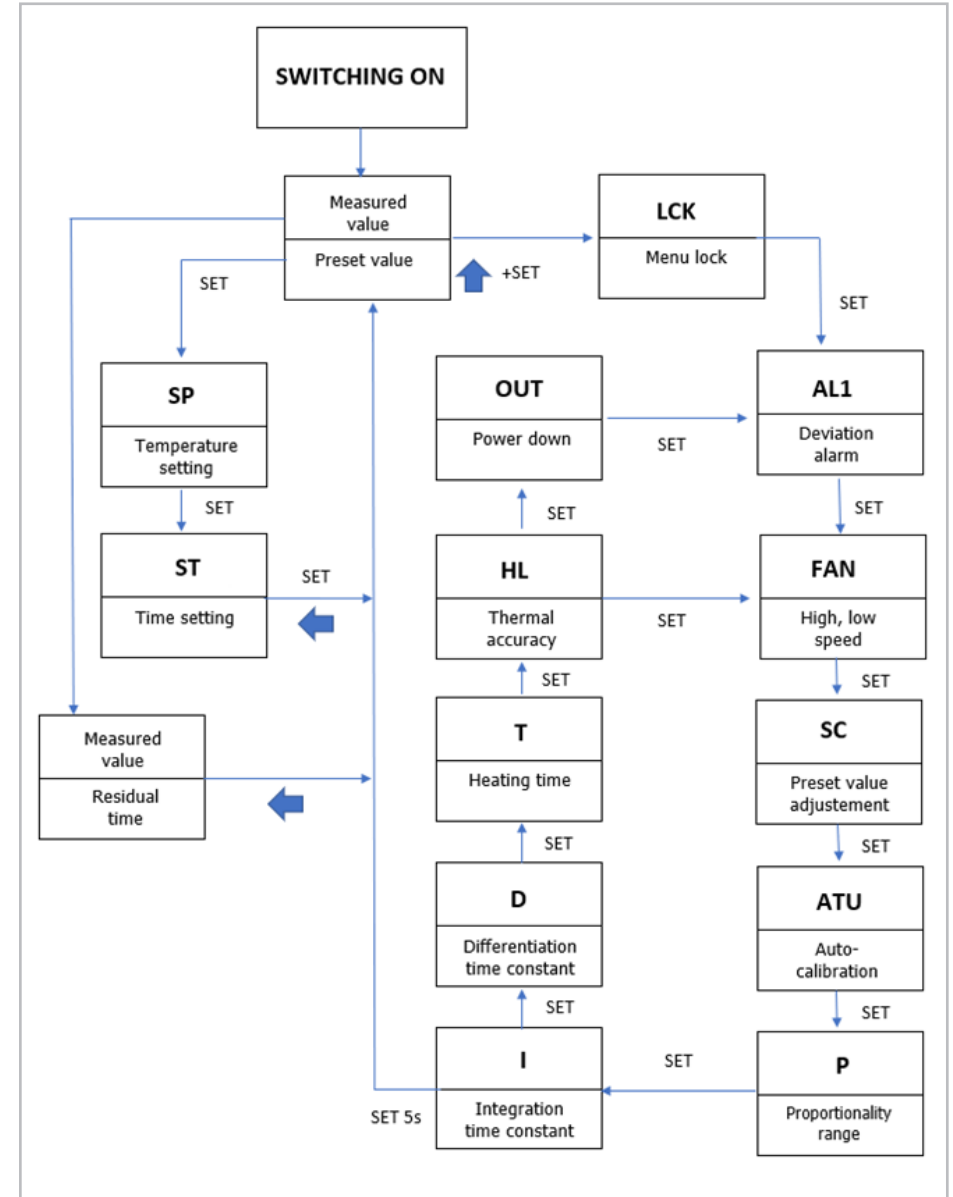 SWITCHING ON
Measured
value
Preset value
SET
+SET
LCK
Menu lock
SET
SP
Temperature
setting
SET
ST
Time setting
SET
Measured
value
Residual
time
OUT
Power down
SET
AL1
Deviation
alarm
SET
SET
HL
Thermal
accuracy
SET
FAN
High, low
speed
SET
SET
T
Heating time
SC
Preset value
adjustement
SET
SET
D
Differentiation
time constant
ATU
Auto-
calibration
SET
SET
I
Integration
time constant
SET
P
Proportionality
range
SET 5s